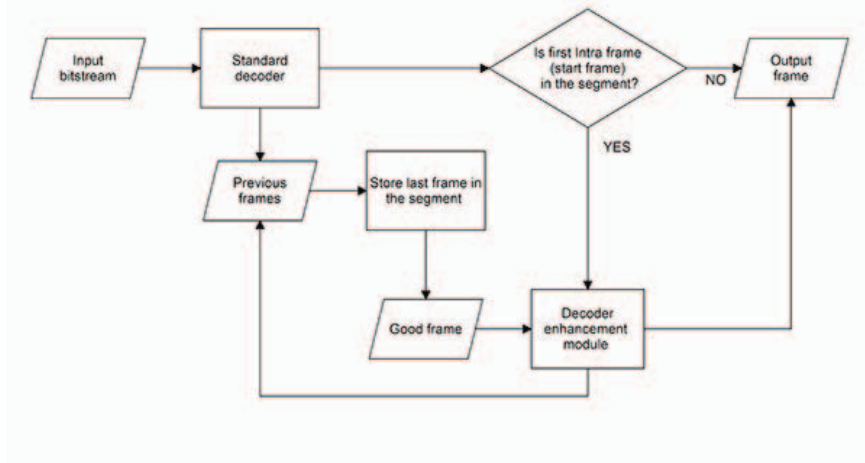 Input
bitstream
Standard
decoder
Is first Intra frame
(start frame)
in the segment?
NO
Output
frame
YES
Previous
frames
Store last frame in
the segment
Good frame
Decoder
enhancement
module